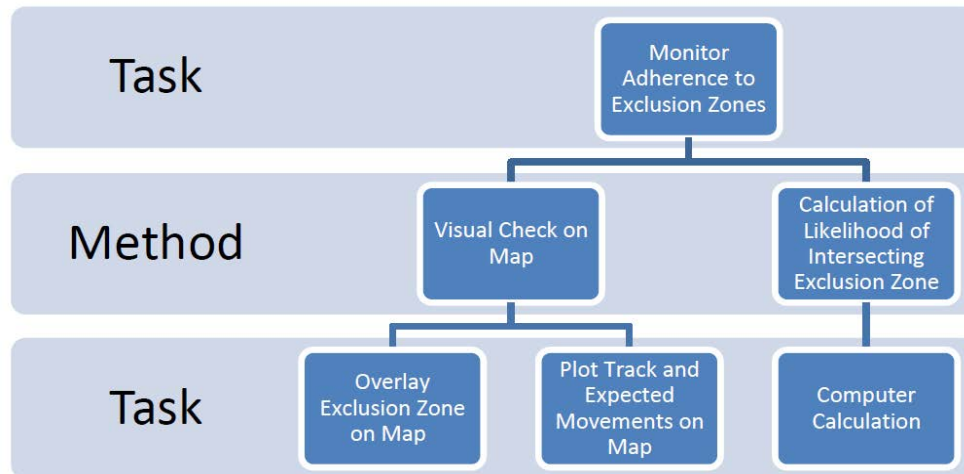 Task
Monitor
Adherence to
Exclusion Zones
Method
Visual Check on
Map
Calculation of
Likelihood of
Intersecting
Exclusion Zone
Task
Overlay
Exclusion Zone
on Map
Plot Track and
Expected
Movements on
Map
Computer
Calculation